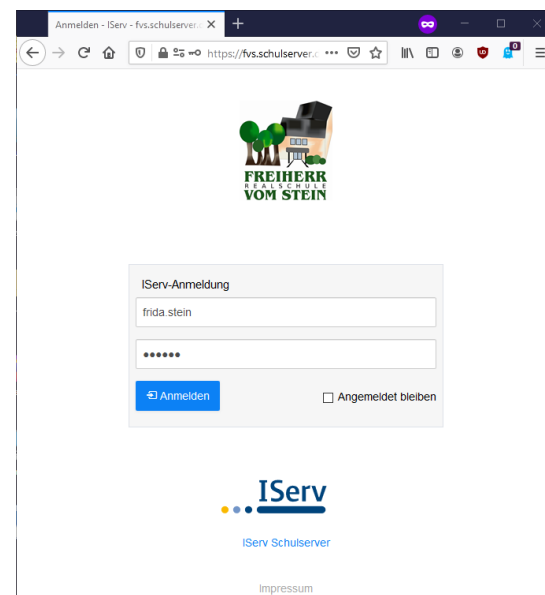 Anmelden - IServ - fvs.schulserver.
https://fvs.schulserver.
0
FREIHERR
REALSCHULE
VOM STEIN
IServ-Anmeldung
frida.stein
••••••
Anmelden
Angemeldet bleiben
IServ
IServ Schulserver
Impressum